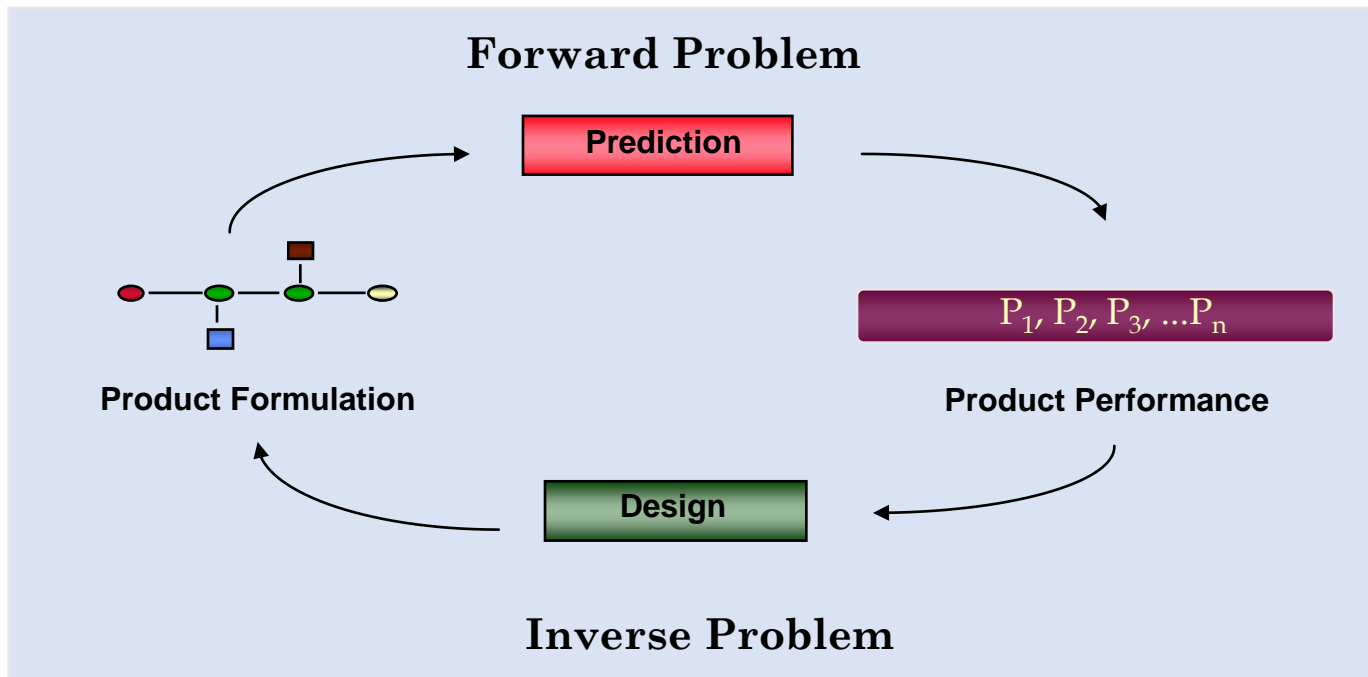 Forward Problem
Prediction
P₁, P₂, P₃, ...Pₙ
Product Formulation
Product Performance
Design
Inverse Problem